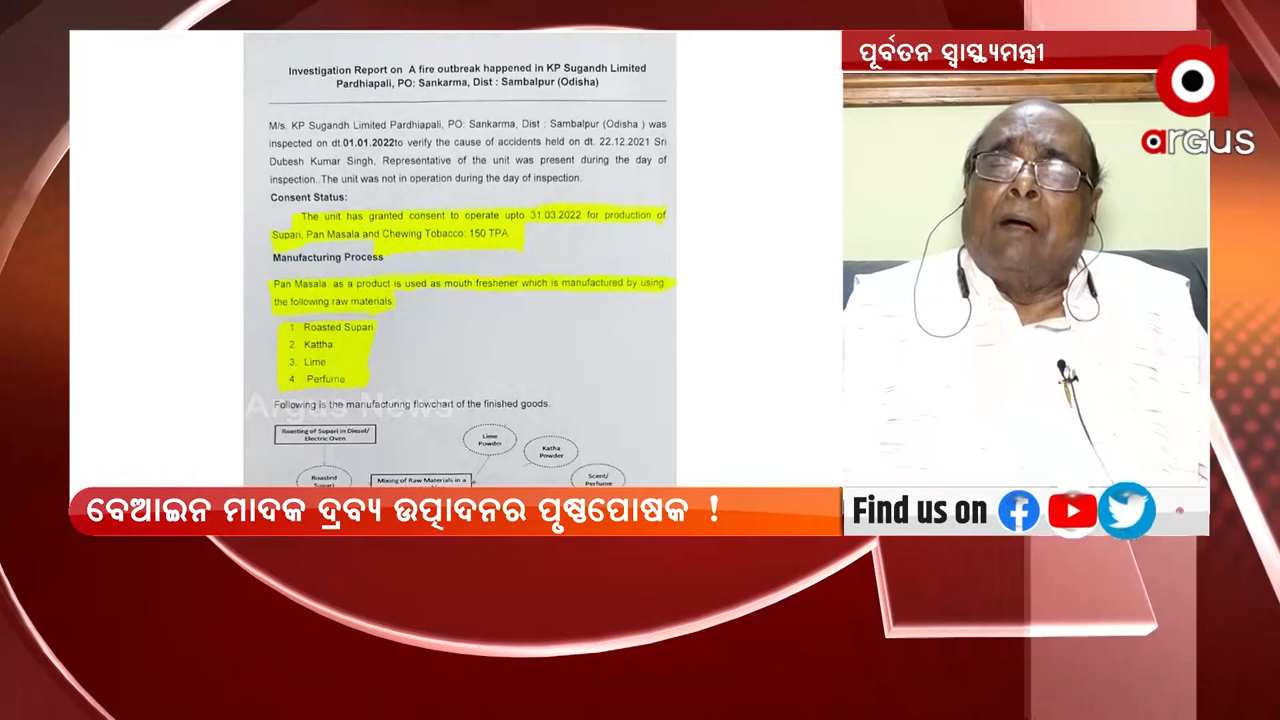 ପୂର୍ବତନ ସ୍ୱାସ୍ଥ୍ୟମନ୍ତ୍ରୀ
argus
Investigation Report on A fire outbreak happened in KP Sugandh Limited
Pardhiapali, PO: Sankarma, Dist : Sambalpur (Odisha)
M/s. KP Sugandh Limited Pardhiapali, PO: Sankarma, Dist : Sambalpur (Odisha ) was
inspected on dt.01.01.2022to verify the cause of accidents held on dt. 22.12.2021 Sri
Dubesh Kumar Singh, Representative of the unit was present during the day of
inspection. The unit was not in operation during the day of inspection.
Consent Status:
The unit has granted consent to operate upto 31.03.2022 for production of
Supari, Pan Masala and Chewing Tobacco: 150 TPA
Manufacturing Process
Pan Masala as a product is used as mouth freshener which is manufactured by using
the following raw materials.
1 Roasted Supari
2. Kattha
3. Lime
4 Perfume
Argus News
Following is the manufacturing flowchart of the finished goods.
Roasting of Supari in Diesel/
Electric Oven
Lime
Powder
Katha
Powder
Roasted
Supari
Mixing of Raw Materials in a
Scent/
Perfume
ବେଆଇନ ମାଦକ ଦ୍ରବ୍ୟ ଉତ୍ପାଦନର ପୃଷ୍ଠପୋଷକ !
Find us on